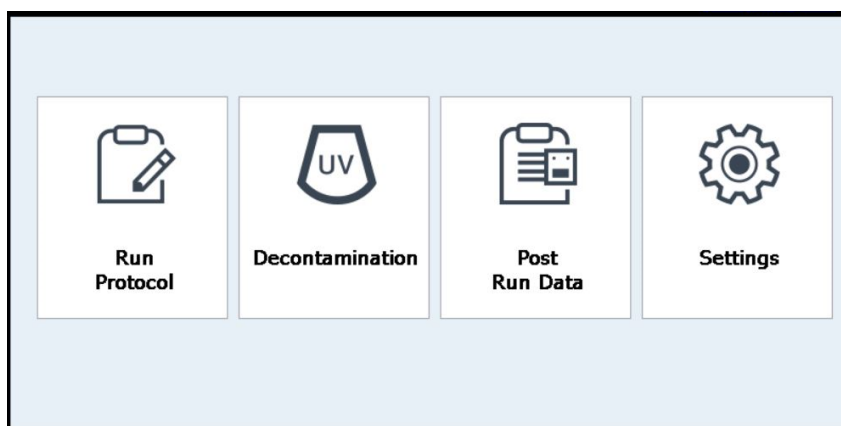 UV
Run
Protocol
Decontamination
Post
Run Data
Settings